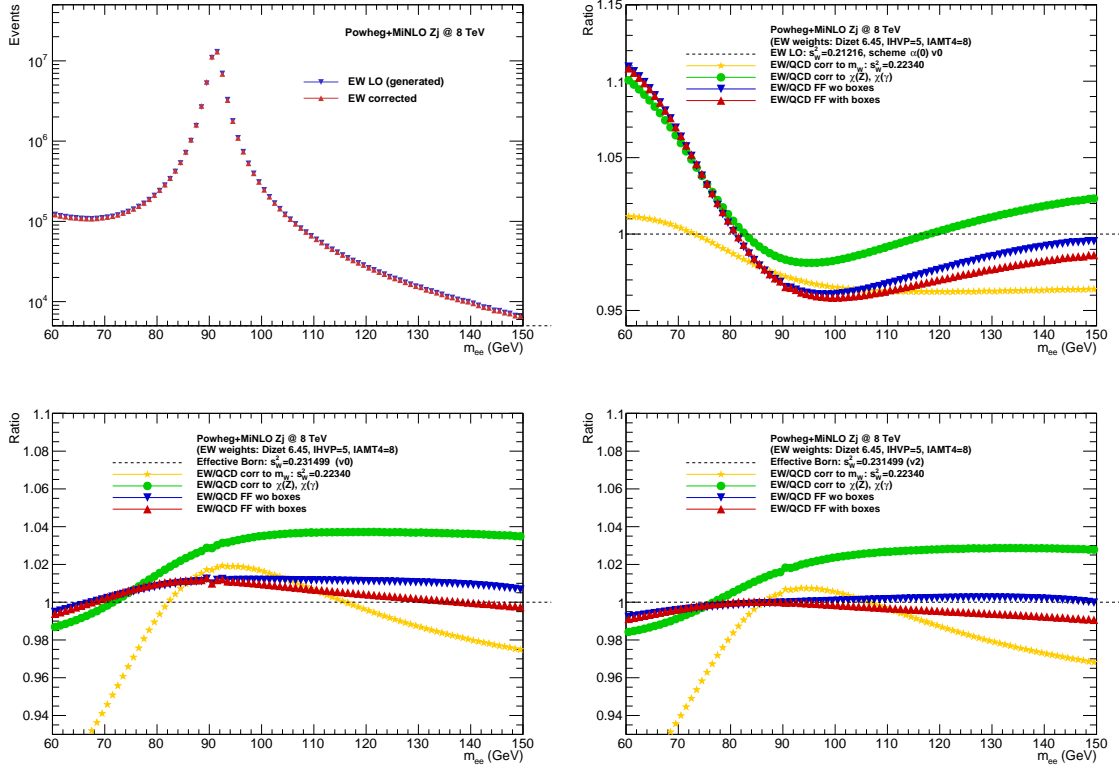 Events
Powheg+MiNLO Zj @ 8 TeV
EW LO (generated)
EW corrected
10^7
10^6
10^5
10^4
60 70 80 90 100 110 120 130 140 150
m_ee (GeV)
Ratio
1.15
1.1
1.05
1
0.95
Powheg+MiNLO Zj @ 8 TeV
(EW weights: Dizet 6.45, IHVP=5, IAMT4=8)
EW LO: s²_W=0.21216, scheme α(0) v0
EW/QCD corr to m_W: s²_W=0.22340
EW/QCD corr to χ(Z), χ(γ)
EW/QCD FF wo boxes
EW/QCD FF with boxes
60 70 80 90 100 110 120 130 140 150
m_ee (GeV)
Ratio
1.1
1.08
1.06
1.04
1.02
1
0.98
0.96
0.94
Powheg+MiNLO Zj @ 8 TeV
(EW weights: Dizet 6.45, IHVP=5, IAMT4=8)
Effective Born: s²_W=0.231499 (v0)
EW/QCD corr to m_W: s²_W=0.22340
EW/QCD corr to χ(Z), χ(γ)
EW/QCD FF wo boxes
EW/QCD FF with boxes
60 70 80 90 100 110 120 130 140 150
m_ee (GeV)
Ratio
1.1
1.08
1.06
1.04
1.02
1
0.98
0.96
0.94
Powheg+MiNLO Zj @ 8 TeV
(EW weights: Dizet 6.45, IHVP=5, IAMT4=8)
Effective Born: s²_W=0.231499 (v2)
EW/QCD corr to m_W: s²_W=0.22340
EW/QCD corr to χ(Z), χ(γ)
EW/QCD FF wo boxes
EW/QCD FF with boxes
60 70 80 90 100 110 120 130 140 150
m_ee (GeV)